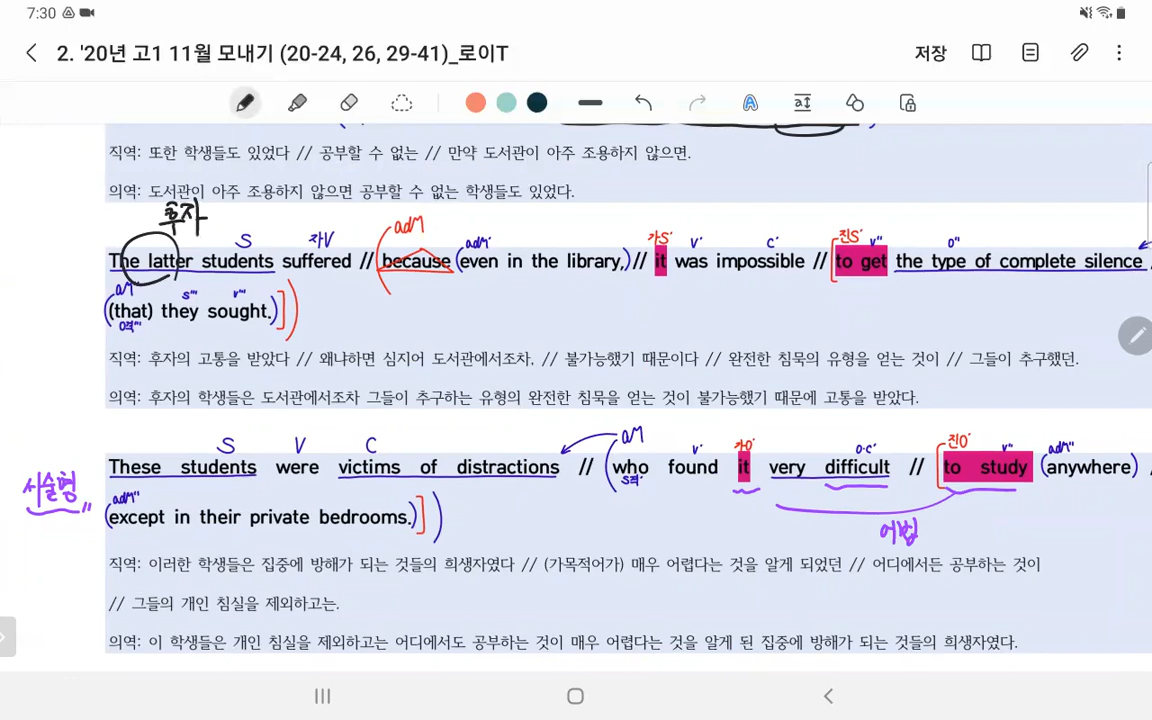 7:30
2. '20년 고1 11월 모내기 (20-24, 26, 29-41)_로이T
저장
직역: 또한 학생들도 있었다 // 공부할 수 없는 // 만약 도서관이 아주 조용하지 않으면.
의역: 도서관이 아주 조용하지 않으면 공부할 수 없는 학생들도 있었다.
후자
S 자V adM adM' 가S' V' C' 진S' V'' O''
The latter students suffered // because (even in the library,) // it was impossible // [to get the type of complete silence
aM'' S''' V'''
(that) they sought.)])
O격'''
직역: 후자의 고통을 받았다 // 왜냐하면 심지어 도서관에서조차, // 불가능했기 때문이다 // 완전한 침묵의 유형을 얻는 것이 // 그들이 추구했던.
의역: 후자의 학생들은 도서관에서조차 그들이 추구하는 유형의 완전한 침묵을 얻는 것이 불가능했기 때문에 고통을 받았다.
S V C aM V' 가O' O·C' 진O' V'' adM''
These students were victims of distractions // (who found it very difficult // [to study (anywhere)
S격'
서술형
adM''
(except in their private bedrooms.)])
어법
직역: 이러한 학생들은 집중에 방해가 되는 것들의 희생자였다 // (가목적어가) 매우 어렵다는 것을 알게 되었던 // 어디에서든 공부하는 것이
// 그들의 개인 침실을 제외하고는.
의역: 이 학생들은 개인 침실을 제외하고는 어디에서도 공부하는 것이 매우 어렵다는 것을 알게 된 집중에 방해가 되는 것들의 희생자였다.